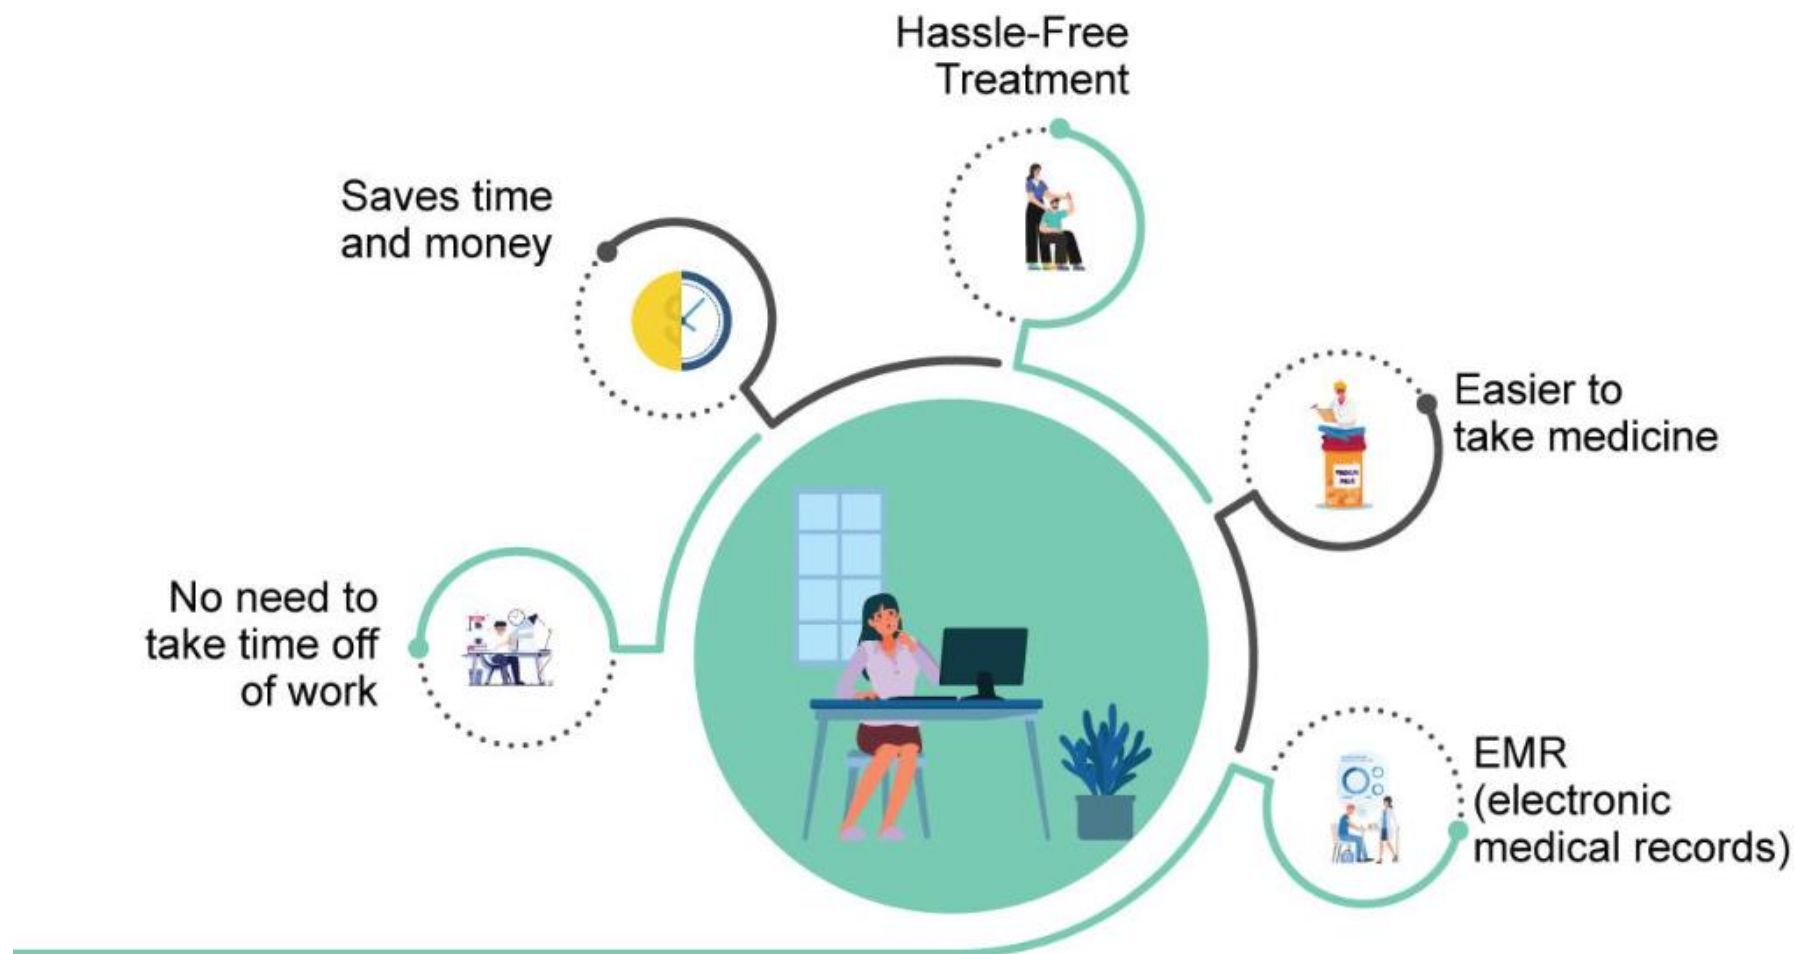 Hassle-Free
Treatment
Saves time
and money
Easier to
take medicine
No need to
take time off
of work
EMR
(electronic
medical records)